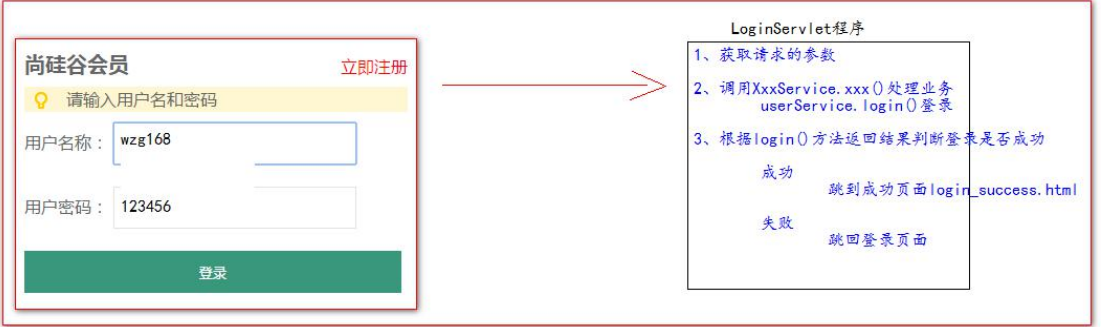 尚硅谷会员 立即注册
请输入用户名和密码
用户名称： wzg168
用户密码： 123456
登录
LoginServlet程序
1、获取请求的参数
2、调用XxxService.xxx()处理业务
userService.login()登录
3、根据login()方法返回结果判断登录是否成功
成功
跳到成功页面login_success.html
失败
跳回登录页面